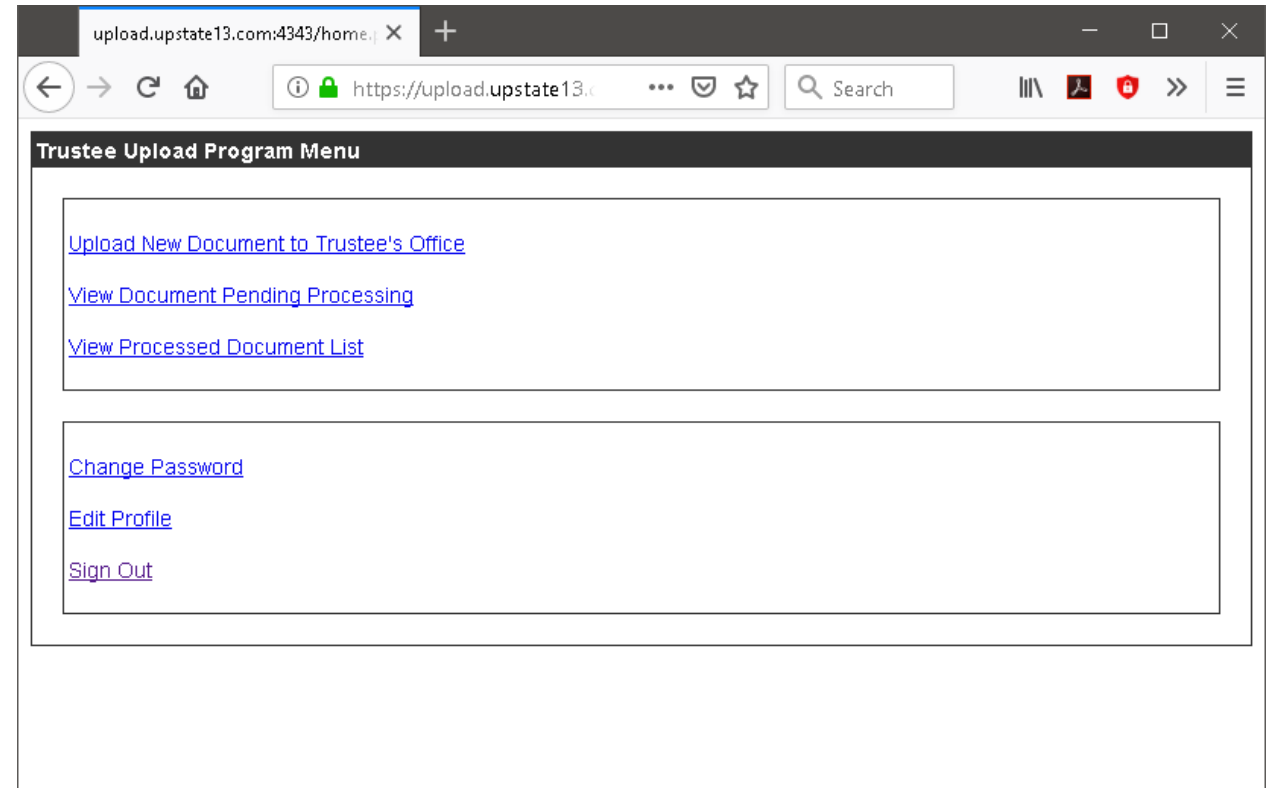 upload.upstate13.com:4343/home.
https://upload.upstate13.
Search
Trustee Upload Program Menu
Upload New Document to Trustee's Office
View Document Pending Processing
View Processed Document List
Change Password
Edit Profile
Sign Out